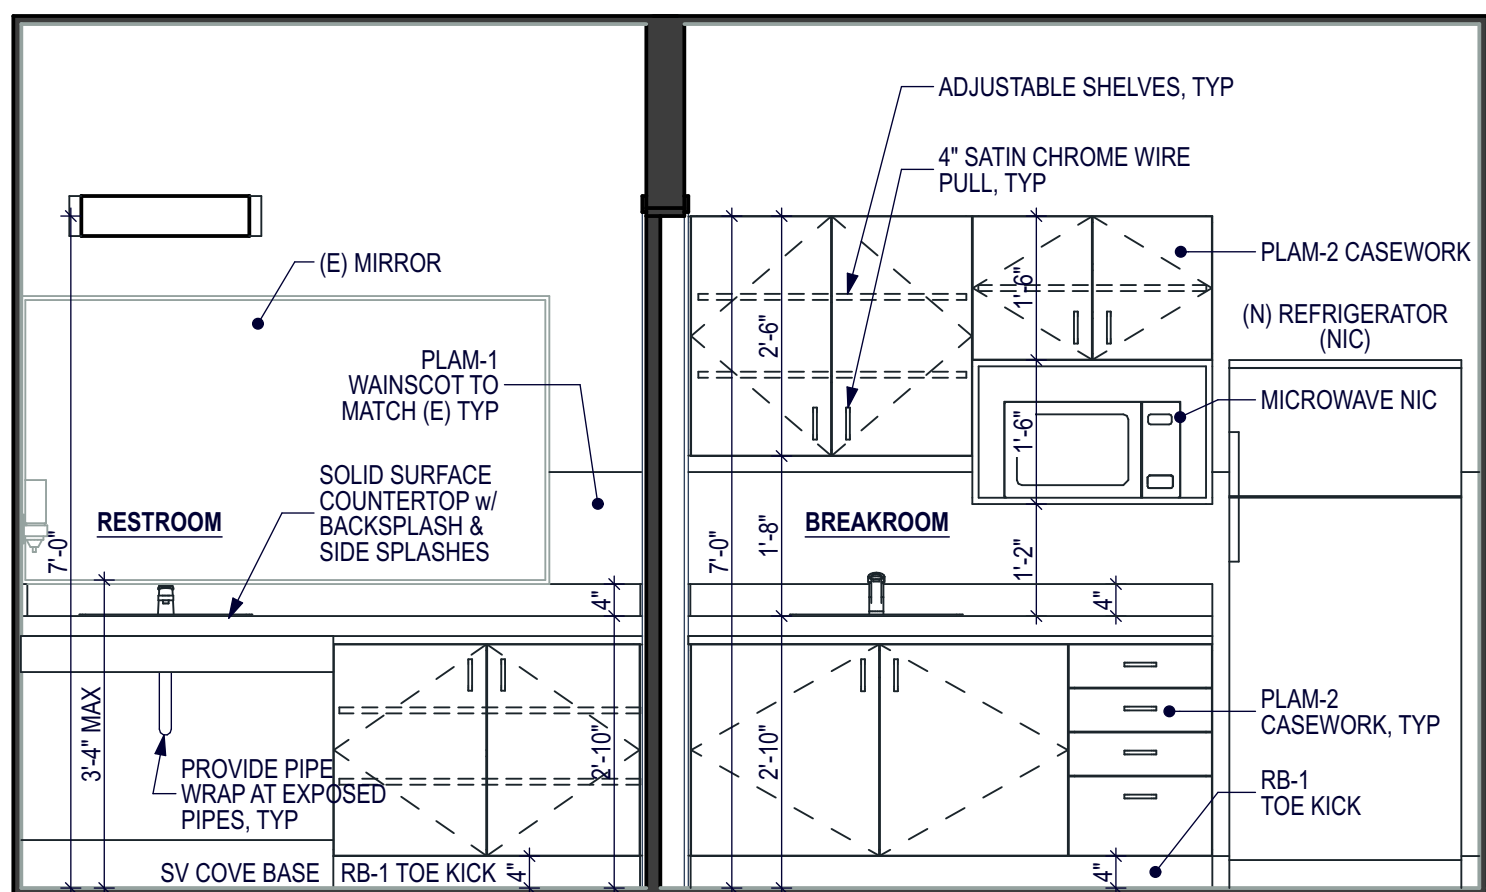 ADJUSTABLE SHELVES, TYP
4" SATIN CHROME WIRE
PULL, TYP
(E) MIRROR
PLAM-2 CASEWORK
1'-6"
(N) REFRIGERATOR
(NIC)
2'-6"
PLAM-1
WAINSCOT TO
MATCH (E) TYP
MICROWAVE NIC
1'-6"
SOLID SURFACE
COUNTERTOP w/
BACKSPLASH &
SIDE SPLASHES
RESTROOM
BREAKROOM
7'-0"
7'-0"
1'-8"
1'-2"
4"
4"
3'-4" MAX
2'-10"
2'-10"
PLAM-2
CASEWORK, TYP
PROVIDE PIPE
WRAP AT EXPOSED
PIPES, TYP
RB-1
TOE KICK
SV COVE BASE
RB-1 TOE KICK
4"
4"